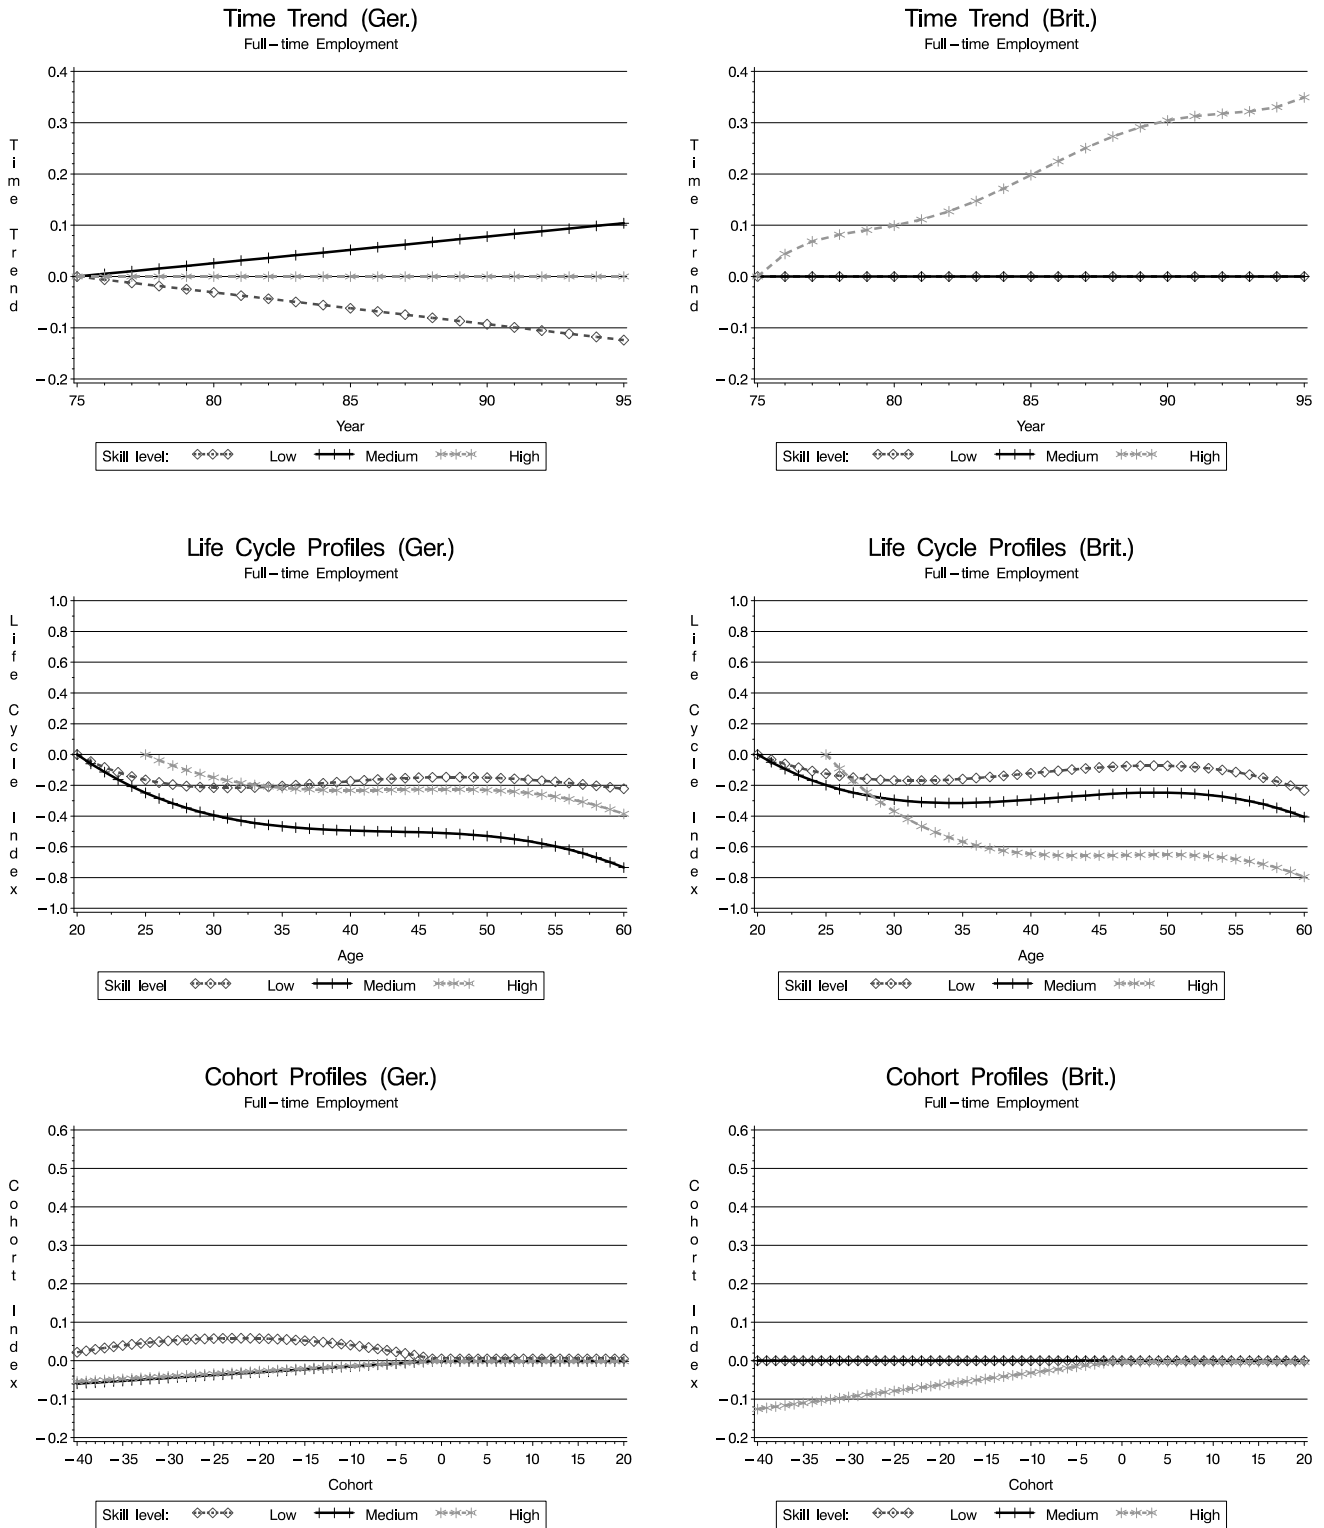 Time Trend (Ger.)
Full-time Employment
Time Trend
0.4
0.3
0.2
0.1
0.0
-0.1
-0.2
75 80 85 90 95
Year
Skill level: Low Medium High
Time Trend (Brit.)
Full-time Employment
Time Trend
0.4
0.3
0.2
0.1
0.0
-0.1
-0.2
75 80 85 90 95
Year
Skill level: Low Medium High
Life Cycle Profiles (Ger.)
Full-time Employment
Life Cycle Index
1.0
0.8
0.6
0.4
0.2
0.0
-0.2
-0.4
-0.6
-0.8
-1.0
20 25 30 35 40 45 50 55 60
Age
Skill level Low Medium High
Life Cycle Profiles (Brit.)
Full-time Employment
Life Cycle Index
1.0
0.8
0.6
0.4
0.2
0.0
-0.2
-0.4
-0.6
-0.8
-1.0
20 25 30 35 40 45 50 55 60
Age
Skill level Low Medium High
Cohort Profiles (Ger.)
Full-time Employment
Cohort Index
0.6
0.5
0.4
0.3
0.2
0.1
0.0
-0.1
-0.2
-40 -35 -30 -25 -20 -15 -10 -5 0 5 10 15 20
Cohort
Skill level: Low Medium High
Cohort Profiles (Brit.)
Full-time Employment
Cohort Index
0.6
0.5
0.4
0.3
0.2
0.1
0.0
-0.1
-0.2
-40 -35 -30 -25 -20 -15 -10 -5 0 5 10 15 20
Cohort
Skill level: Low Medium High